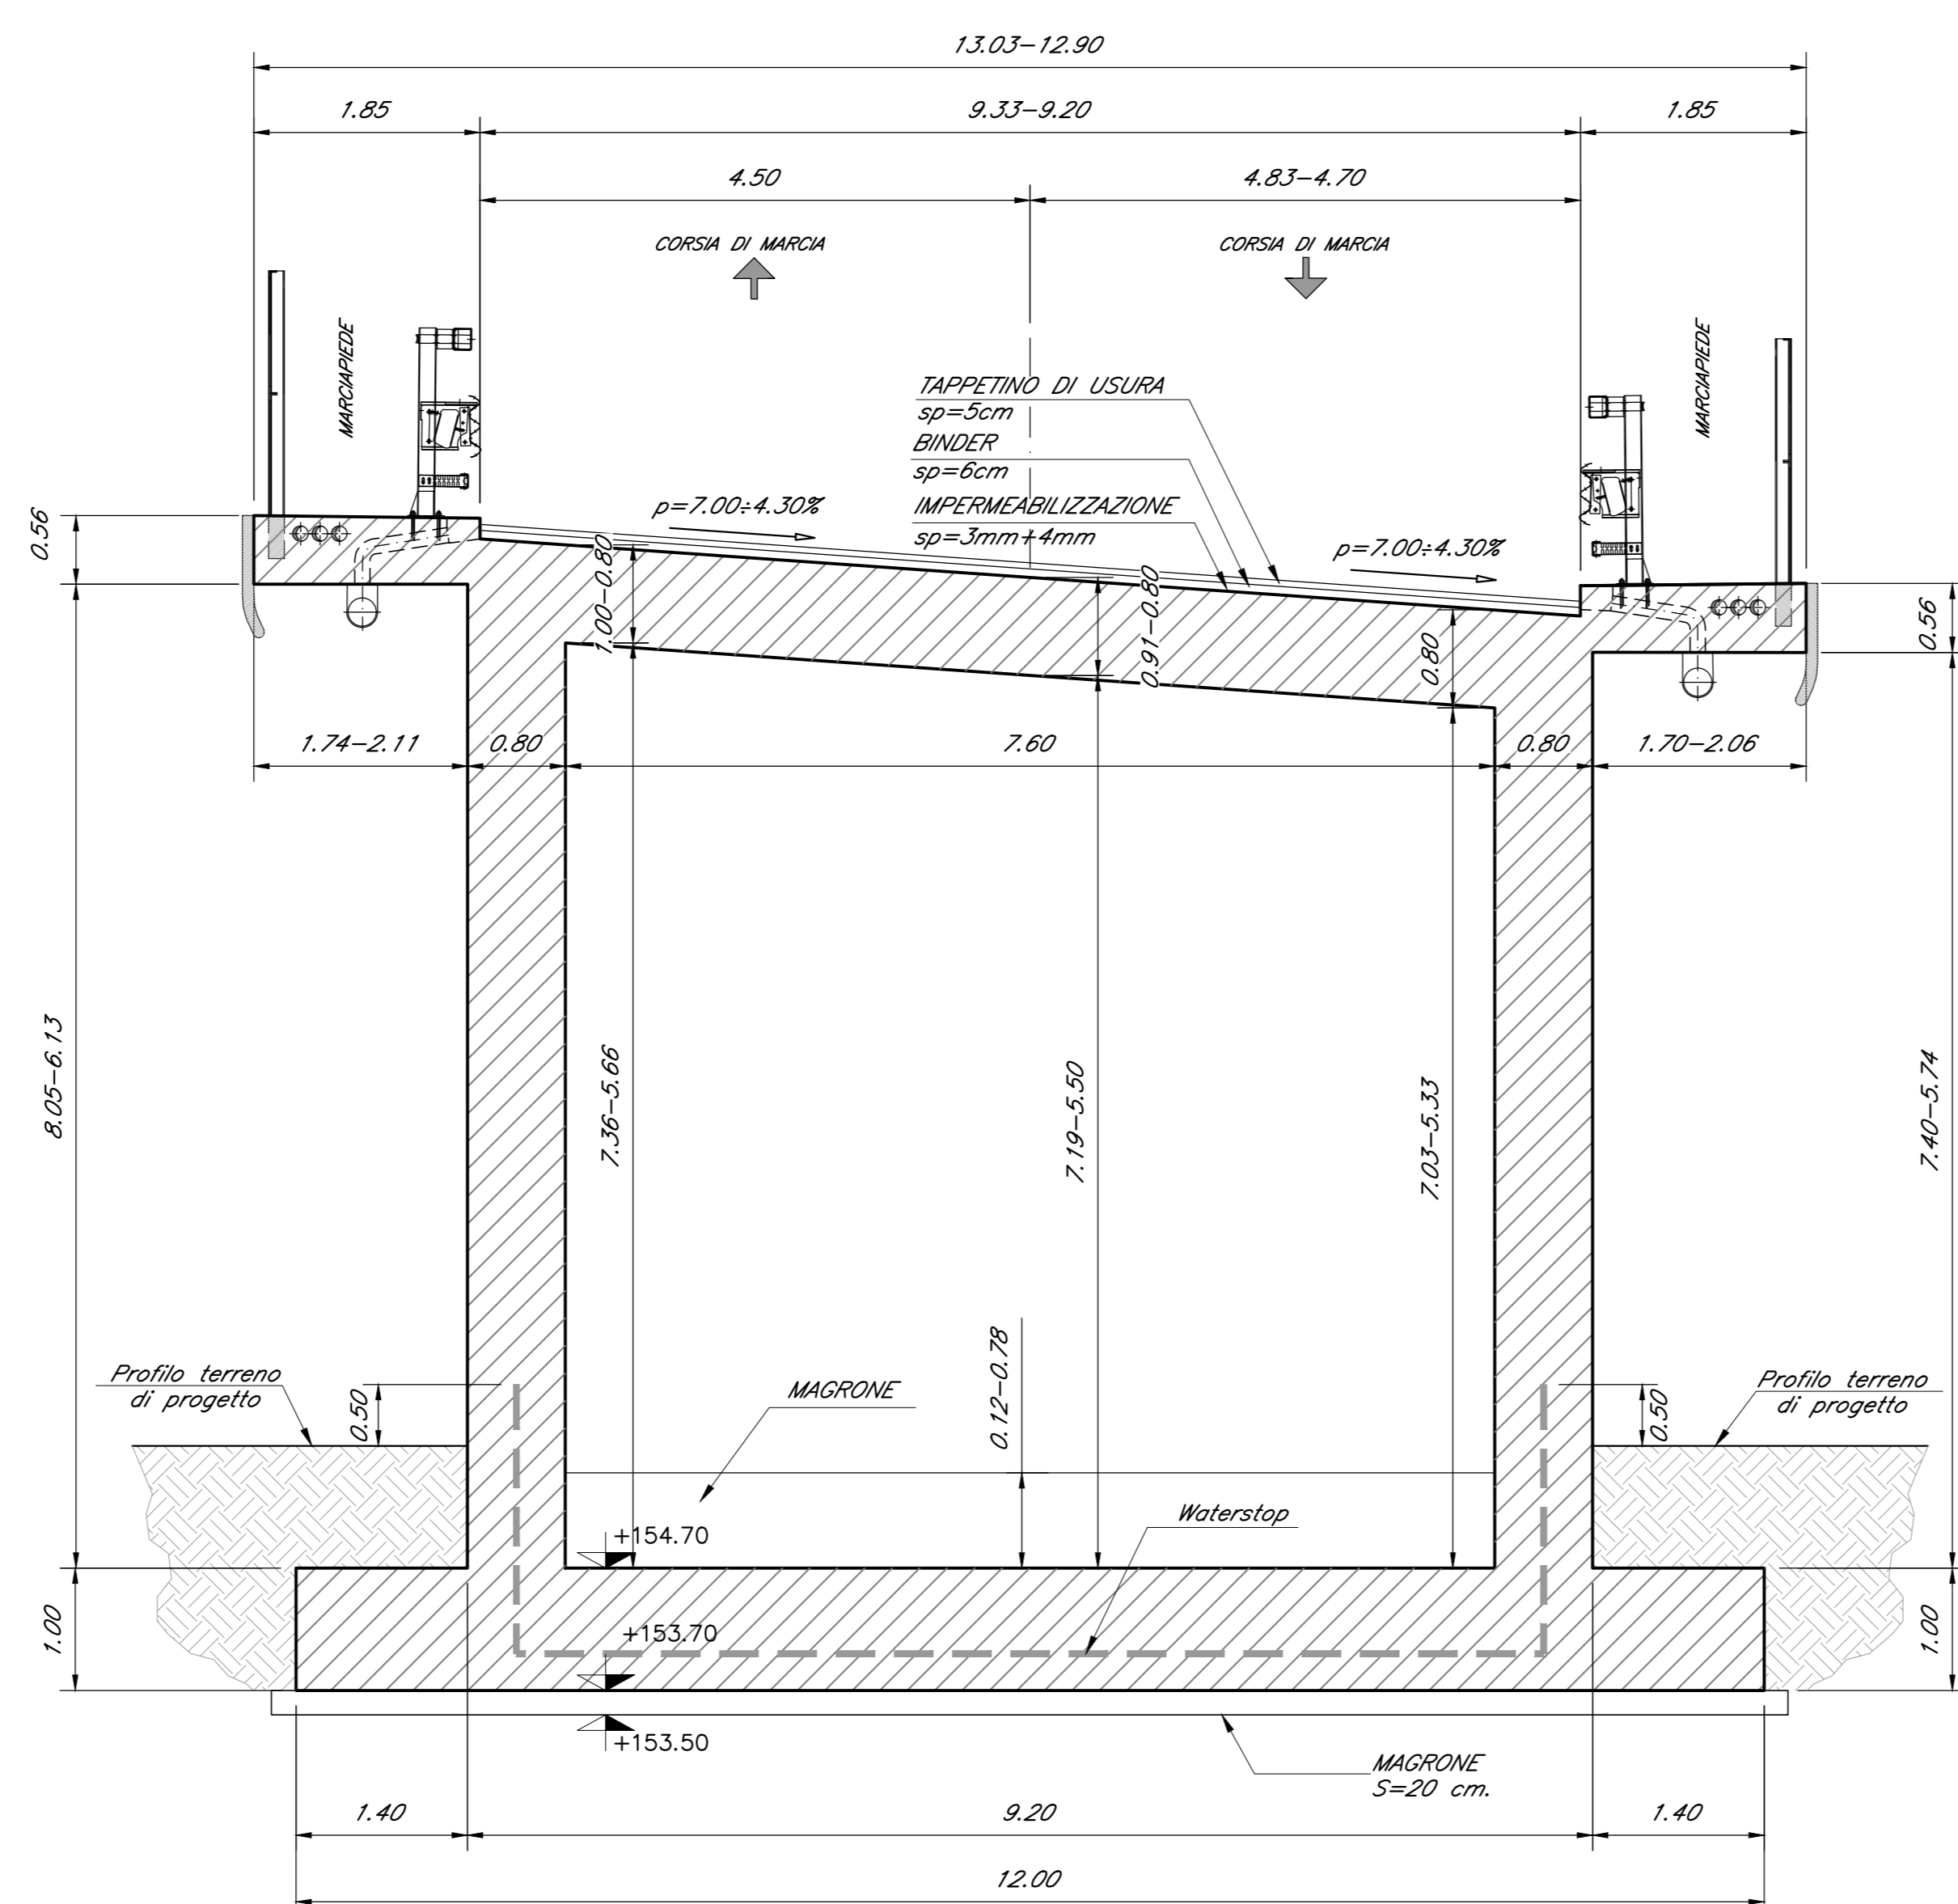 13.03-12.90
1.85
9.33-9.20
1.85
4.50
4.83-4.70
CORSIA DI MARCIA
CORSIA DI MARCIA
MARCIAPIEDE
MARCIAPIEDE
TAPPETINO DI USURA
sp=5cm
BINDER
sp=6cm
IMPERMEABILIZZAZIONE
sp=3mm+4mm
p=7.00÷4.30%
p=7.00÷4.30%
0.56
0.56
1.00-0.80
0.91-0.80
0.80
1.74-2.11
0.80
7.60
0.80
1.70-2.06
8.05-6.13
7.36-5.66
7.19-5.50
7.03-5.33
7.40-5.74
Profilo terreno
di progetto
0.50
MAGRONE
0.12-0.78
0.50
Profilo terreno
di progetto
Waterstop
+154.70
1.00
+153.70
1.00
+153.50
MAGRONE
S=20 cm.
1.40
9.20
1.40
12.00